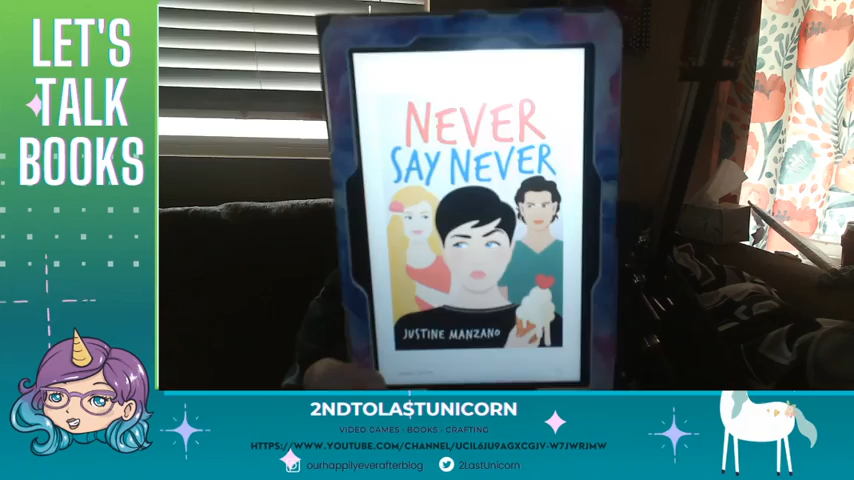 LET'S
TALK
BOOKS
NEVER
SAY NEVER
JUSTINE MANZANO
2NDTOLASTUNICORN
VIDEO GAMES · BOOKS · CRAFTING
ourhappilyeverafterblog
2LastUnicorn